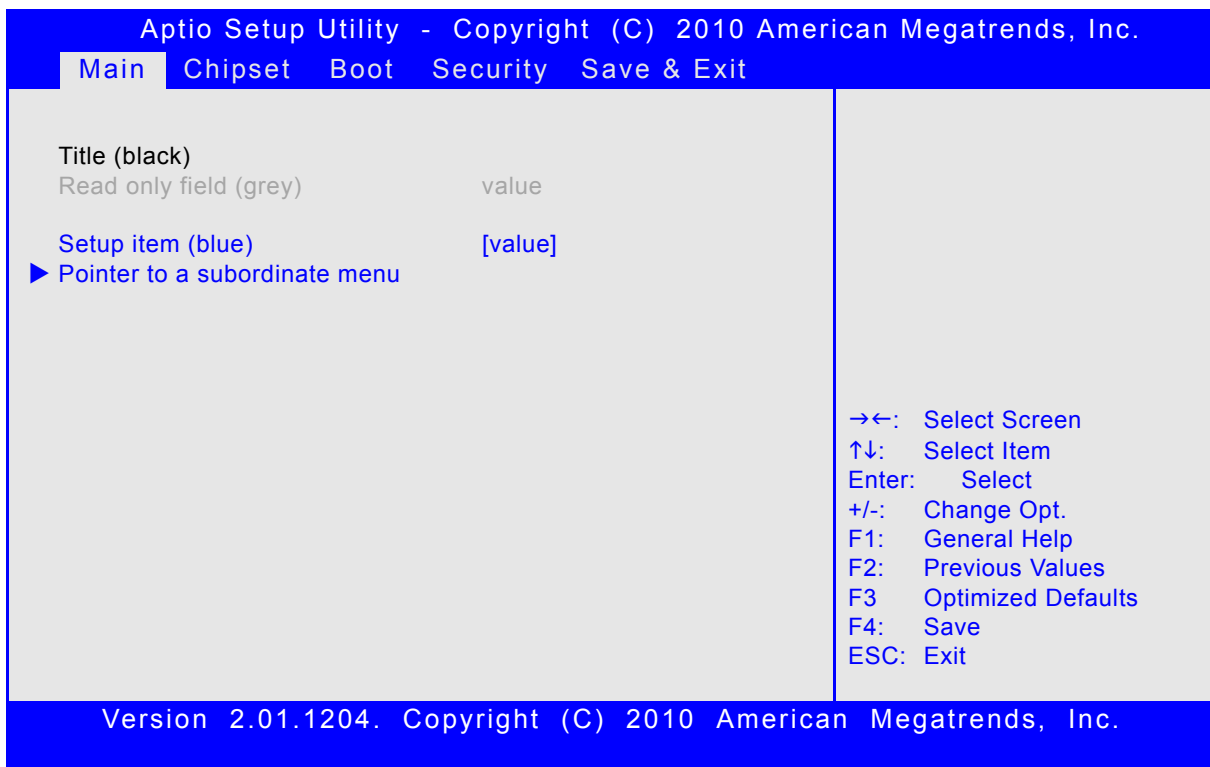 Aptio Setup Utility - Copyright (C) 2010 American Megatrends, Inc.
Main Chipset Boot Security Save & Exit
Title (black)
Read only field (grey) value
Setup item (blue) [value]
▶ Pointer to a subordinate menu
→←: Select Screen
↑↓: Select Item
Enter: Select
+/-: Change Opt.
F1: General Help
F2: Previous Values
F3 Optimized Defaults
F4: Save
ESC: Exit
Version 2.01.1204. Copyright (C) 2010 American Megatrends, Inc.